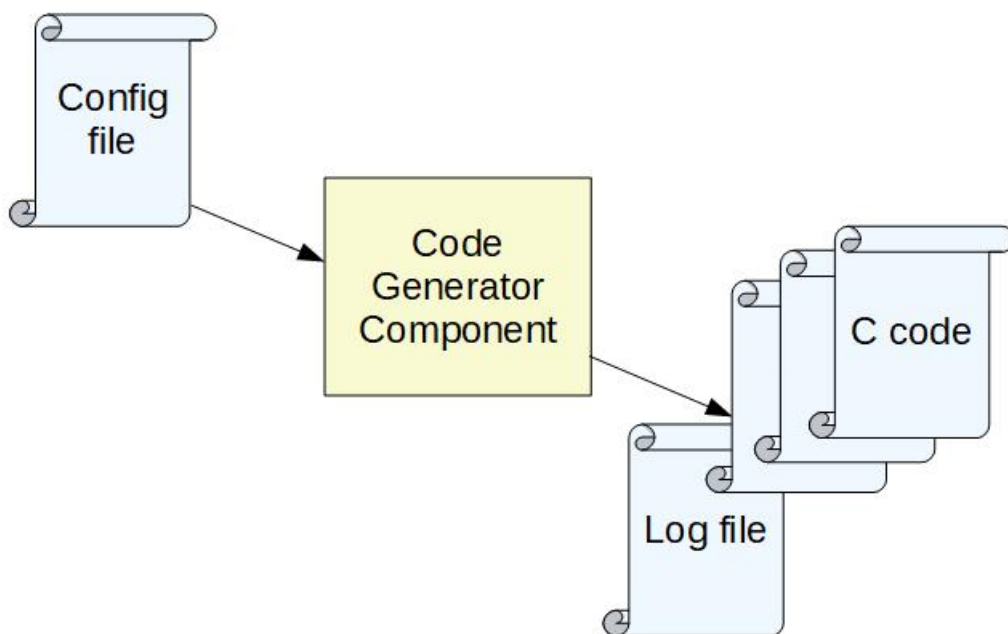 Config
file
Code
Generator
Component
C code
Log file